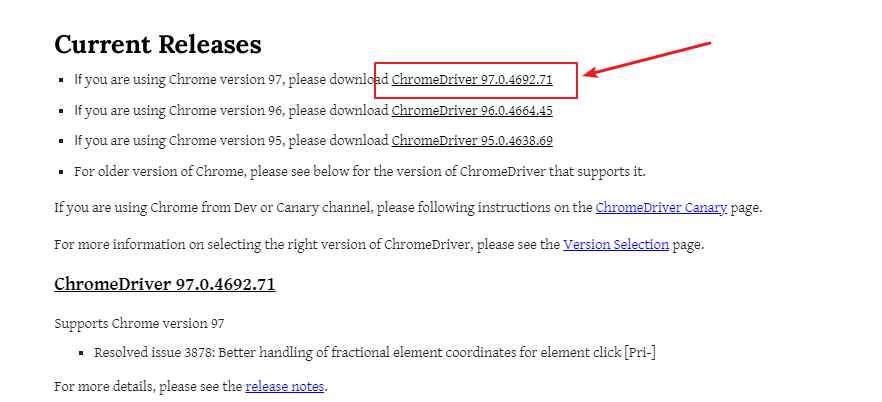 Current Releases
If you are using Chrome version 97, please download ChromeDriver 97.0.4692.71
If you are using Chrome version 96, please download ChromeDriver 96.0.4664.45
If you are using Chrome version 95, please download ChromeDriver 95.0.4638.69
For older version of Chrome, please see below for the version of ChromeDriver that supports it.
If you are using Chrome from Dev or Canary channel, please following instructions on the ChromeDriver Canary page.
For more information on selecting the right version of ChromeDriver, please see the Version Selection page.
ChromeDriver 97.0.4692.71
Supports Chrome version 97
Resolved issue 3878: Better handling of fractional element coordinates for element click [Pri-]
For more details, please see the release notes.